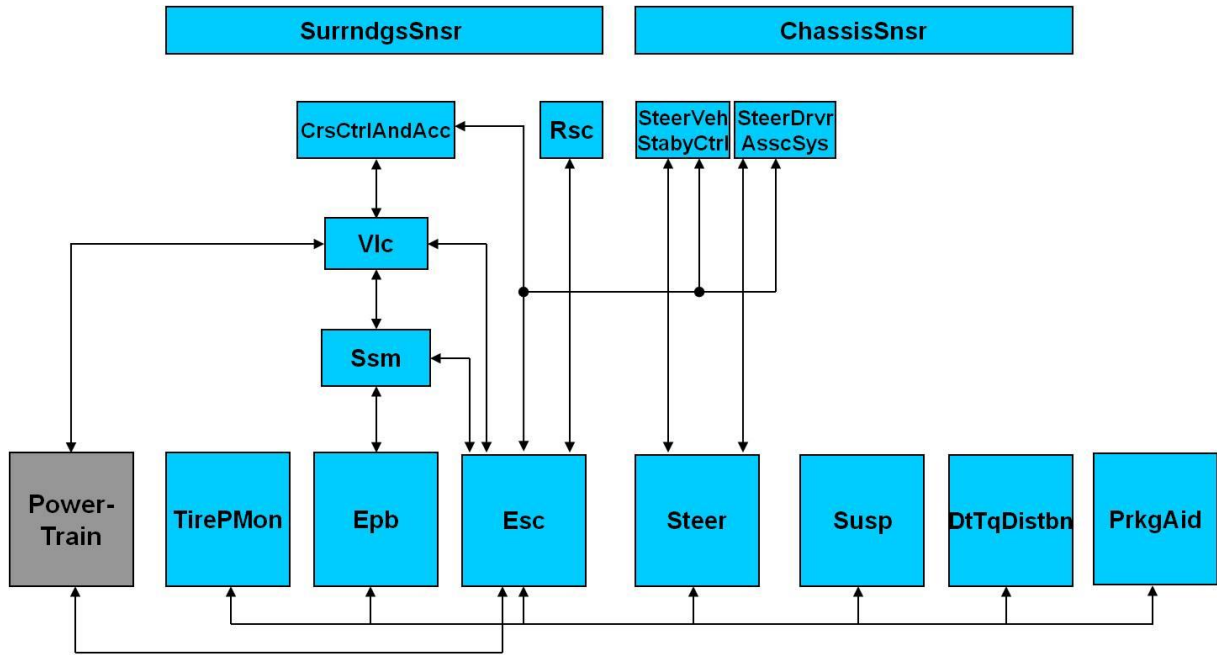 SurrndgsSnsr
ChassisSnsr
CrsCtrlAndAcc
Rsc
SteerVeh
StabyCtrl
SteerDrvr
AsscSys
Vlc
Ssm
Power-
Train
TirePMon
Epb
Esc
Steer
Susp
DtTqDistbn
PrkgAid